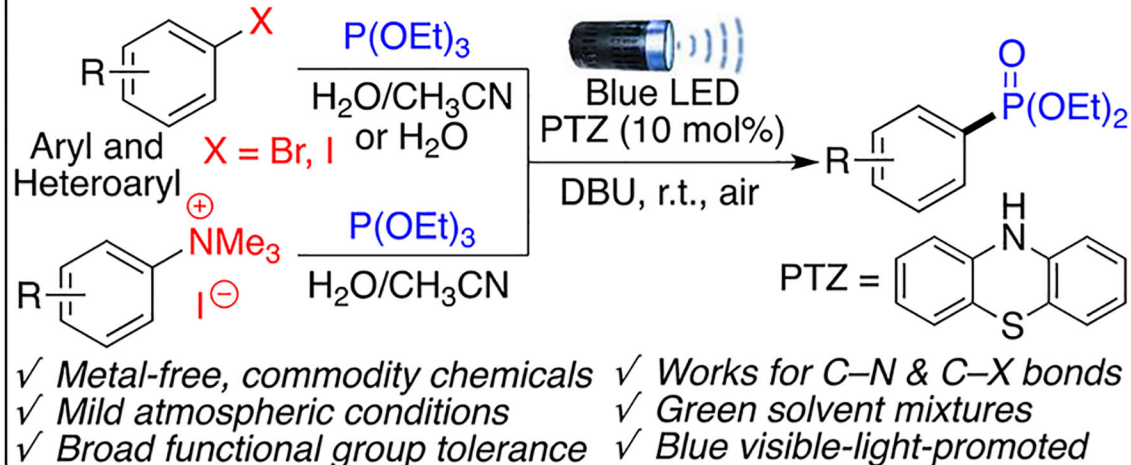 X
P(OEt)₃
R
H₂O/CH₃CN
or H₂O
Aryl and
Heteroaryl
X = Br, I
Blue LED
PTZ (10 mol%)
DBU, r.t., air
O
P(OEt)₂
R
⊕
NMe₃
R
I⊖
P(OEt)₃
H₂O/CH₃CN
PTZ =
H
N
S
√ Metal-free, commodity chemicals
√ Mild atmospheric conditions
√ Broad functional group tolerance
√ Works for C–N & C–X bonds
√ Green solvent mixtures
√ Blue visible-light-promoted